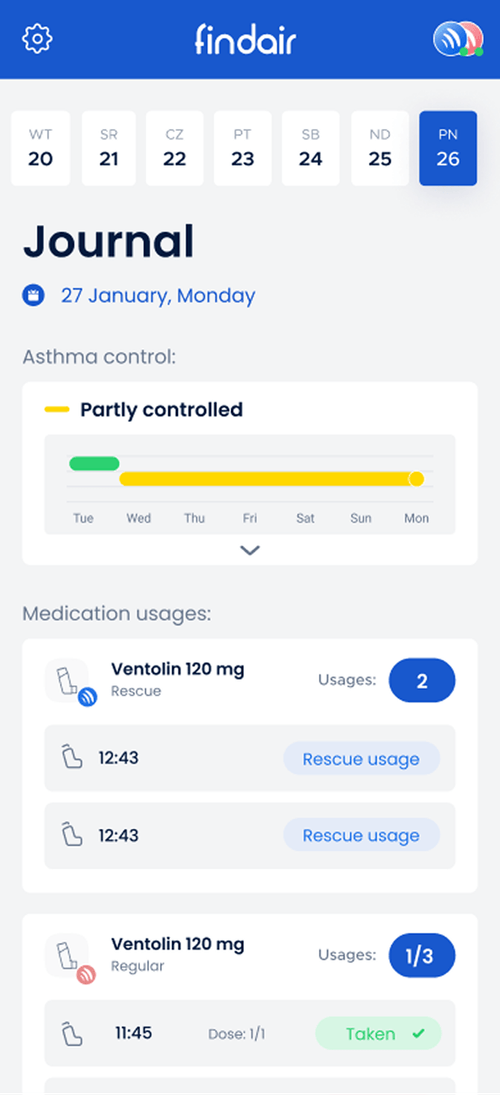 findair
WT SR CZ PT SB ND PN
20 21 22 23 24 25 26
Journal
27 January, Monday
Asthma control:
Partly controlled
Tue Wed Thu Fri Sat Sun Mon
Medication usages:
Ventolin 120 mg
Rescue
Usages: 2
12:43 Rescue usage
12:43 Rescue usage
Ventolin 120 mg
Regular
Usages: 1/3
11:45 Dose: 1/1 Taken